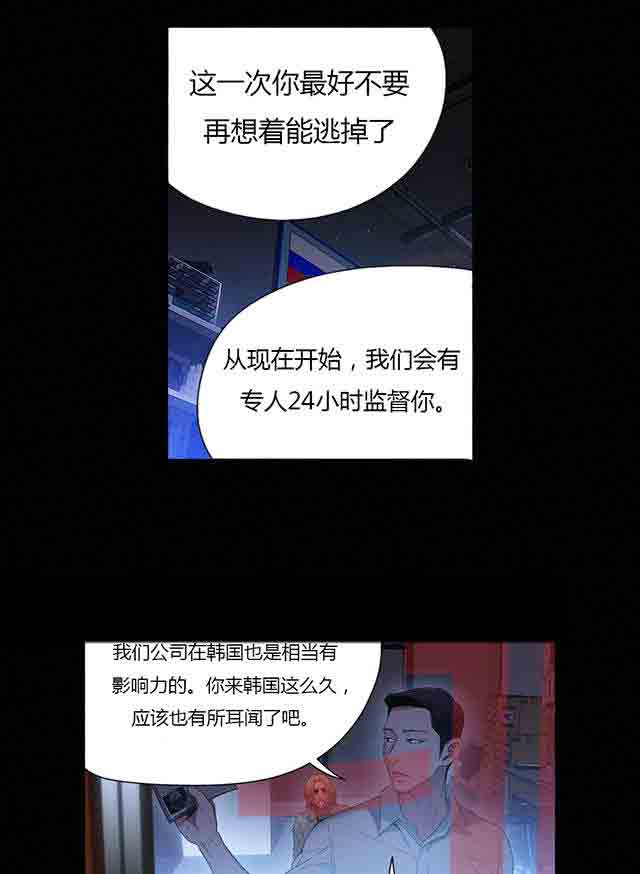 这一次你最好不要
再想着能逃掉了
从现在开始，我们会有
专人24小时监督你。
我们公司在韩国也是相当有
影响力的。你来韩国这么久，
应该也有所耳闻了吧。